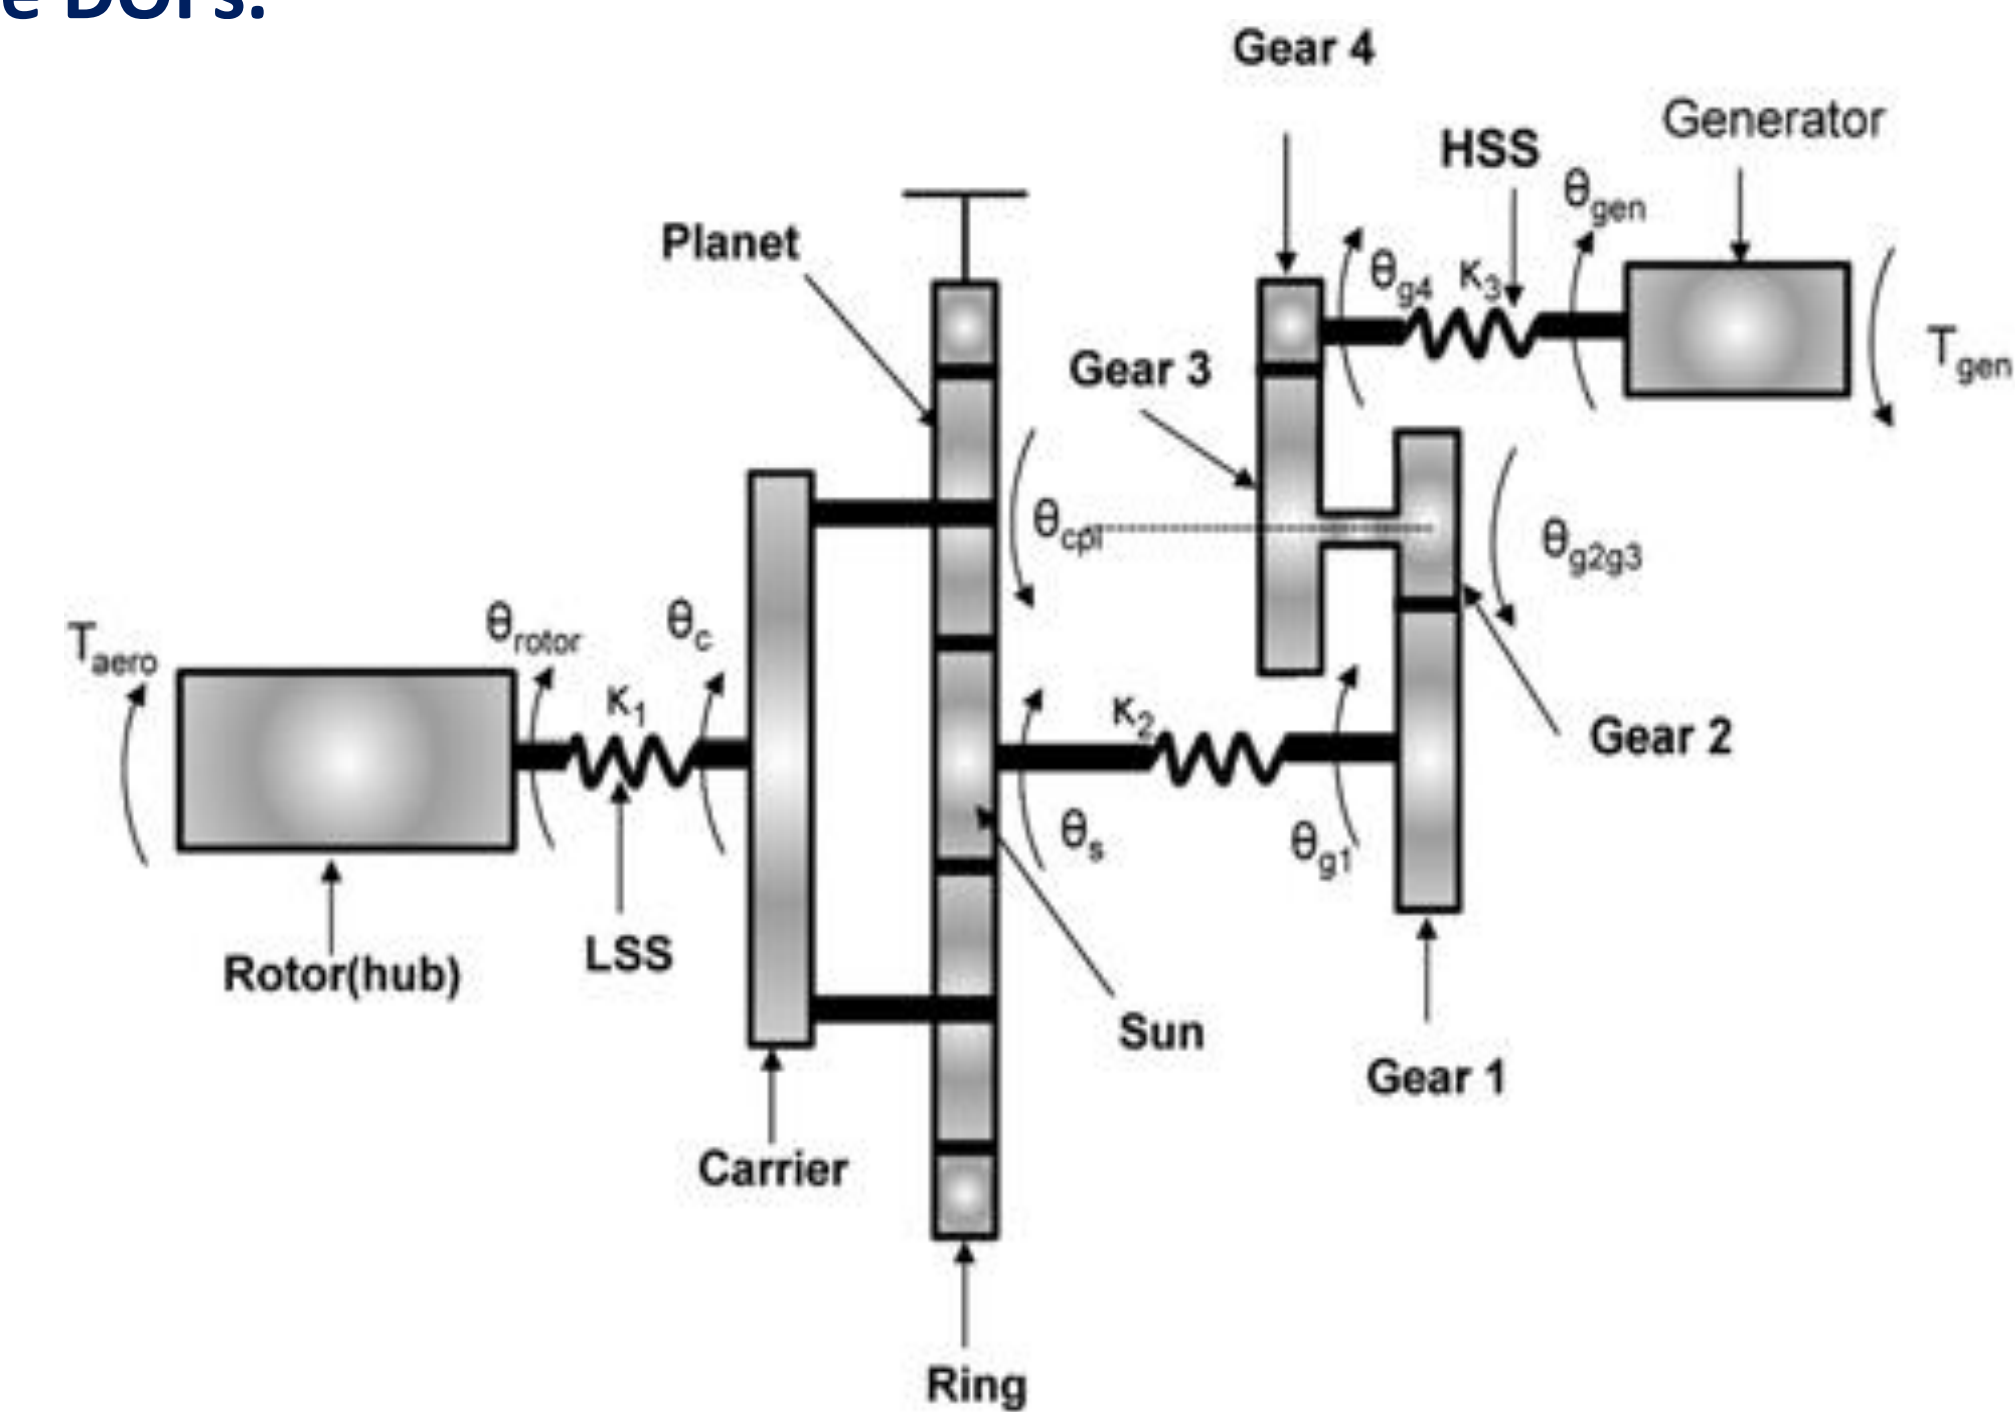 e DOFs.
Gear 4
Generator
HSS
θgen
Planet
θg4
K3
Tgen
Gear 3
θcpl
θg2g3
Taero
θrotor
θc
K1
K2
Gear 2
θs
θg1
LSS
Rotor(hub)
Sun
Gear 1
Carrier
Ring